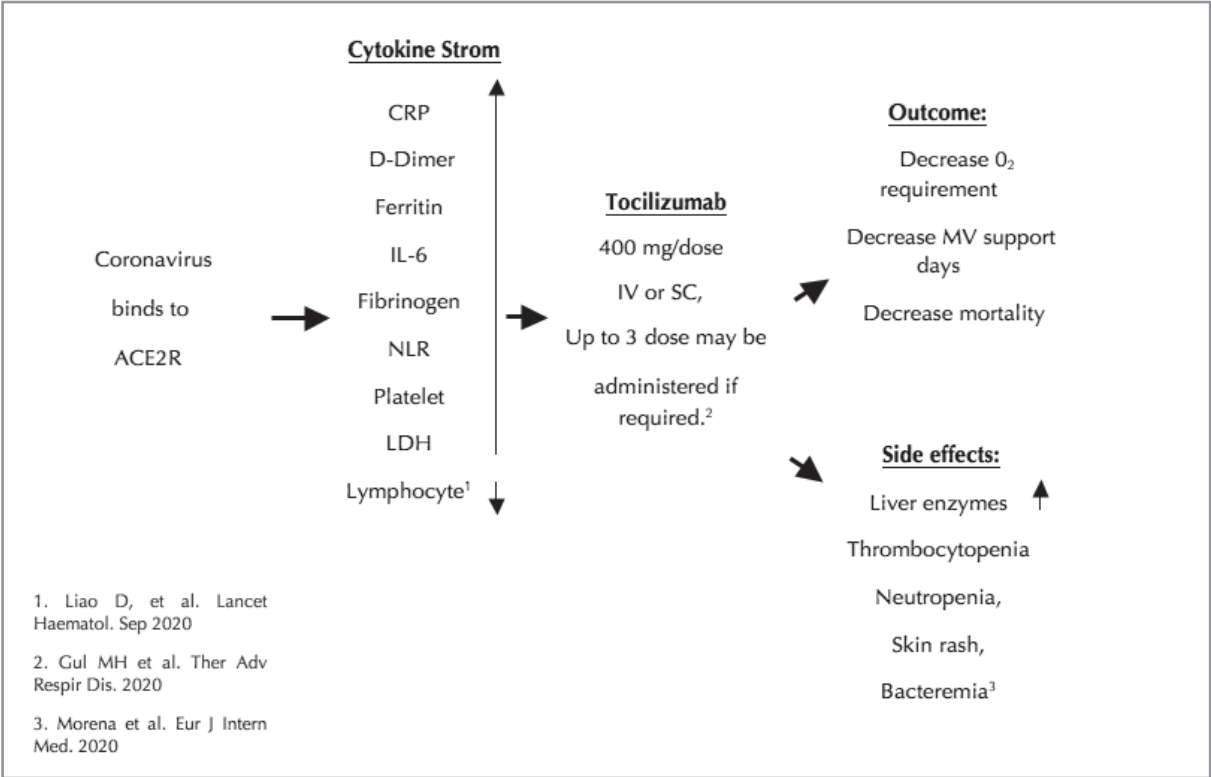 Coronavirus
binds to
ACE2R
Cytokine Strom
CRP
D-Dimer
Ferritin
IL-6
Fibrinogen
NLR
Platelet
LDH
Lymphocyte¹
Tocilizumab
400 mg/dose
IV or SC,
Up to 3 dose may be
administered if
required.²
Outcome:
Decrease 0₂
requirement
Decrease MV support
days
Decrease mortality
Side effects:
Liver enzymes
Thrombocytopenia
Neutropenia,
Skin rash,
Bacteremia³
1. Liao D, et al. Lancet
Haematol. Sep 2020
2. Gul MH et al. Ther Adv
Respir Dis. 2020
3. Morena et al. Eur J Intern
Med. 2020